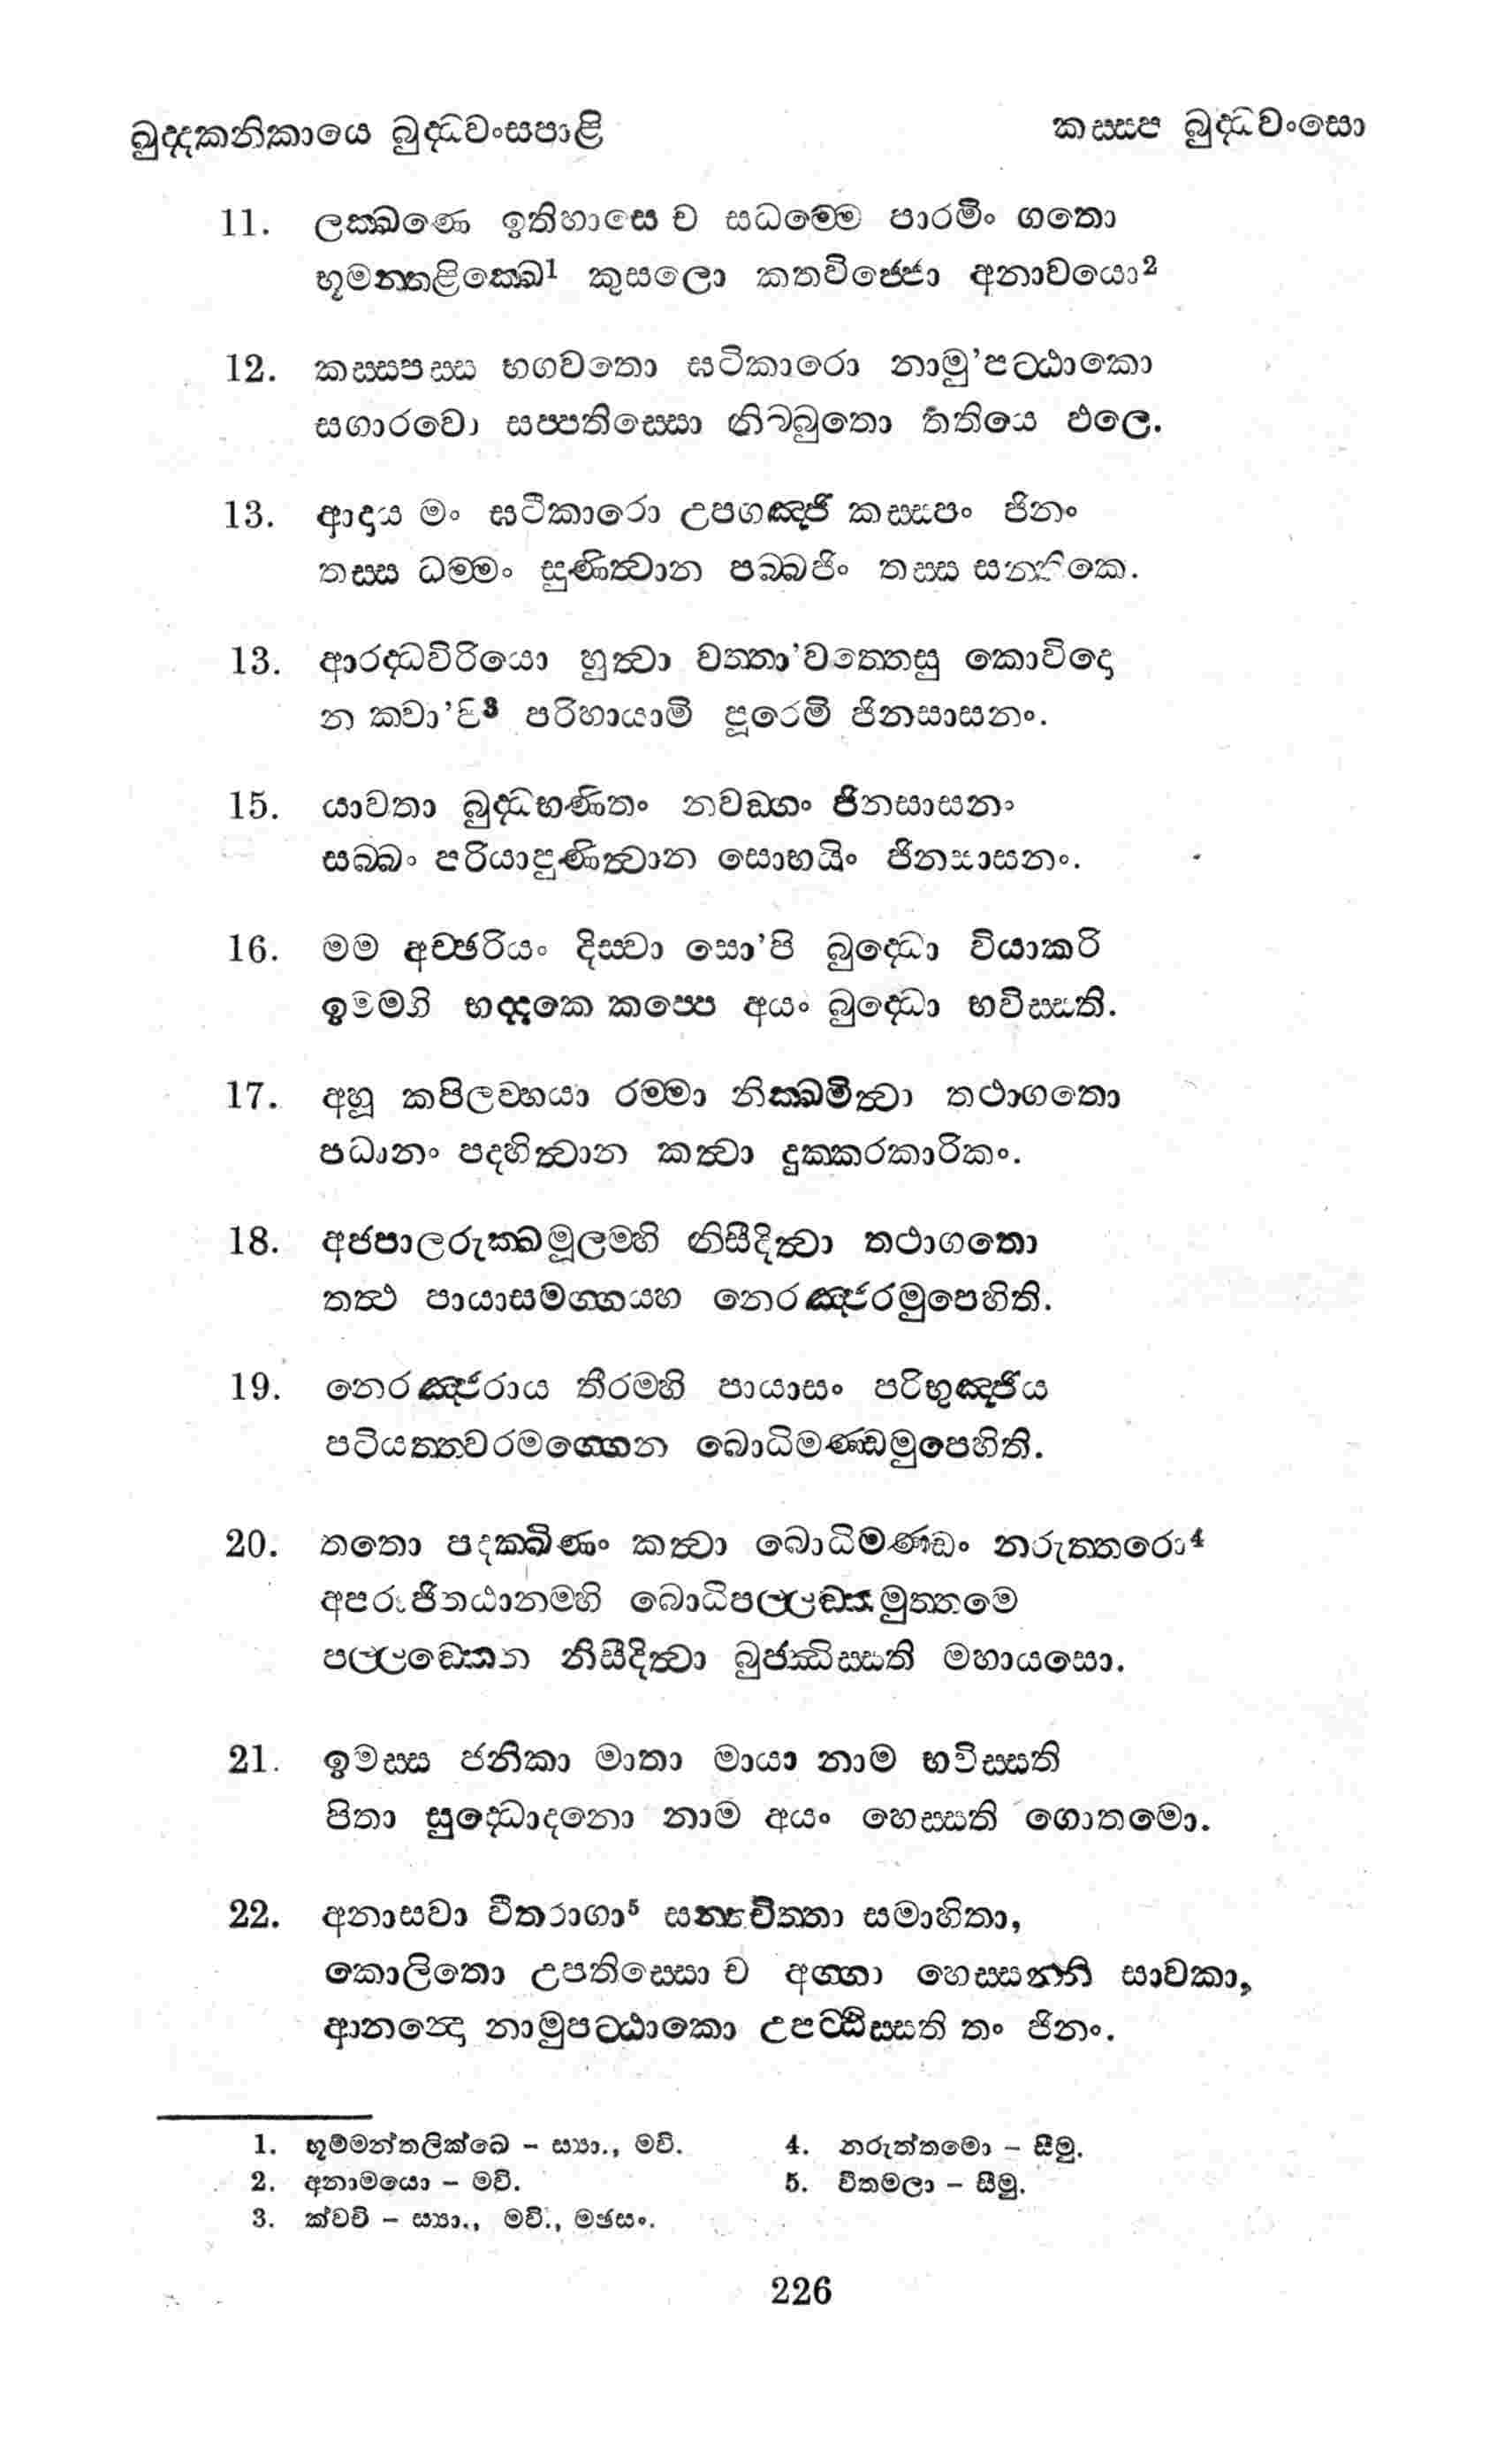 ඛුද්දකනිකායෙ බුද්ධවංසපාළි
කස්සප බුද්ධවංසො
11. ලක්ඛණෙ ඉතිහාසෙ ච සධම්මෙ පාරමිං ගතො
භූමන්තළික්ඛෙ1 කුසලො කතවිජ්ජො අනාවයො2
12. කස්සපස්ස භගවතො ඝටිකාරො නාමු'පට්ඨාකො
සගාරවො සප්පතිස්සො නිබ්බුතො තතියෙ ඵලෙ.
13. ආදාය මං ඝටීකාරො උපගඤ්ජි කස්සපං ජිනං
තස්ස ධම්මං සුණිත්වාන පබ්බජිං තස්ස සන්තිකෙ.
13. ආරද්ධවිරියො හුත්වා වත්තා'වත්තෙසු කොවිදො
න ක්වා'පි3 පරිහායාමි පූරෙමි ජිනසාසනං.
15. යාවතා බුද්ධභණිතං නවඞ්ගං ජිනසාසනං
සබ්බං පරියාපුණිත්වාන සොභයිං ජිනසාසනං.
16. මම අච්ඡරියං දිස්වා සො'පි බුද්ධො වියාකරි
ඉමම්හි භද්දකෙ කප්පෙ අයං බුද්ධො භවිස්සති.
17. අහූ කපිලව්හයා රම්මා නික්ඛමිත්වා තථාගතො
පධානං පදහිත්වාන කත්වා දුක්කරකාරිකං.
18. අජපාලරුක්ඛමූලම්හි නිසීදිත්වා තථාගතො
තත්ථ පායාසමග්ගය්හ නෙරඤ්ජරමුපෙහිති.
19. නෙරඤ්ජරාය තීරම්හි පායාසං පරිභුඤ්ජිය
පටියත්තවරමග්ගෙන බොධිමණ්ඩමුපෙහිති.
20. තතො පදක්ඛිණං කත්වා බොධිමණ්ඩං නරුත්තරො4
අපරාජිතඨානම්හි බොධිපල්ලඞ්කමුත්තමෙ
පල්ලඞ්කෙන නිසීදිත්වා බුජ්ඣිස්සති මහායසො.
21. ඉමස්ස ජනිකා මාතා මායා නාම භවිස්සති
පිතා සුද්ධොදනො නාම අයං හෙස්සති ගොතමො.
22. අනාසවා වීතරාගා5 සන්තචිත්තා සමාහිතා,
කොලිතො උපතිස්සො ච අග්ගා හෙස්සන්ති සාවකා,
ආනන්දො නාමුපට්ඨාකො උපට්ඨිස්සති තං ජිනං.
1. භූම්මන්තලික්ඛෙ – ස්‍යා., මවි.
2. අනාමයො – මවි.
3. ක්වචි – ස්‍යා., මවි., මඡසං.
4. නරුත්තමො – සීමු.
5. වීතමලා – සීමු.
226